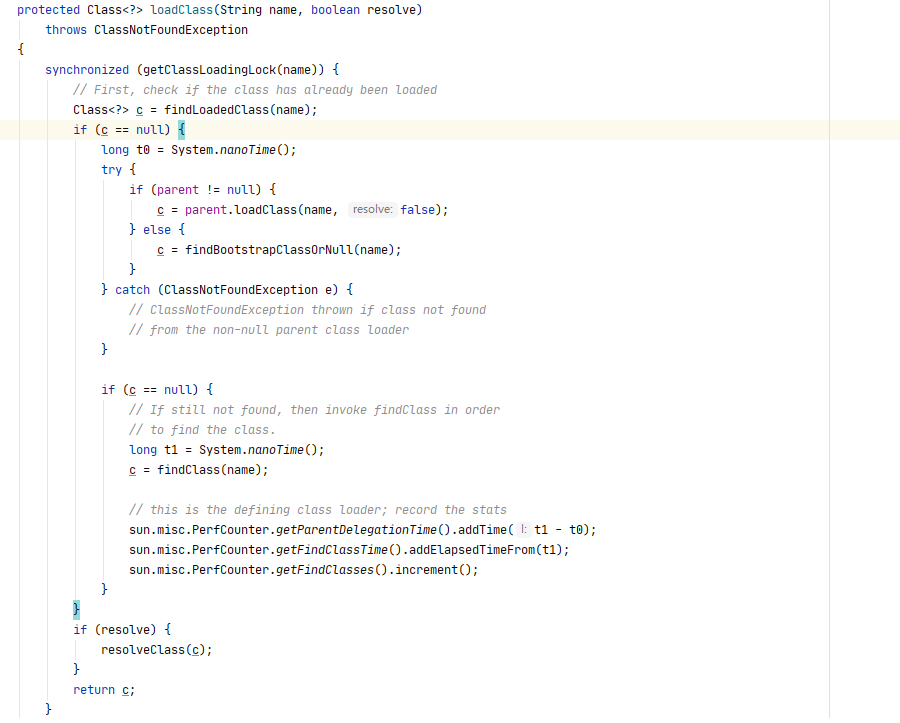 protected Class<?> loadClass(String name, boolean resolve)
    throws ClassNotFoundException
{
    synchronized (getClassLoadingLock(name)) {
        // First, check if the class has already been loaded
        Class<?> c = findLoadedClass(name);
        if (c == null) {
            long t0 = System.nanoTime();
            try {
                if (parent != null) {
                    c = parent.loadClass(name, resolve: false);
                } else {
                    c = findBootstrapClassOrNull(name);
                }
            } catch (ClassNotFoundException e) {
                // ClassNotFoundException thrown if class not found
                // from the non-null parent class loader
            }

            if (c == null) {
                // If still not found, then invoke findClass in order
                // to find the class.
                long t1 = System.nanoTime();
                c = findClass(name);

                // this is the defining class loader; record the stats
                sun.misc.PerfCounter.getParentDelegationTime().addTime( l: t1 - t0);
                sun.misc.PerfCounter.getFindClassTime().addElapsedTimeFrom(t1);
                sun.misc.PerfCounter.getFindClasses().increment();
            }
        }
        if (resolve) {
            resolveClass(c);
        }
        return c;
    }